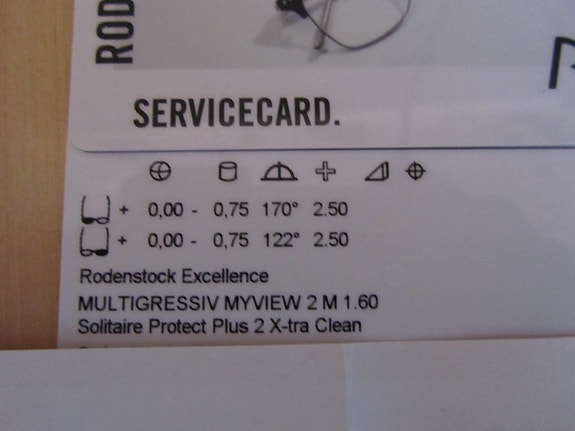 ROD
SERVICECARD.
+ 0,00 - 0,75 170° 2.50
+ 0,00 - 0,75 122° 2.50
Rodenstock Excellence
MULTIGRESSIV MYVIEW 2 M 1.60
Solitaire Protect Plus 2 X-tra Clean